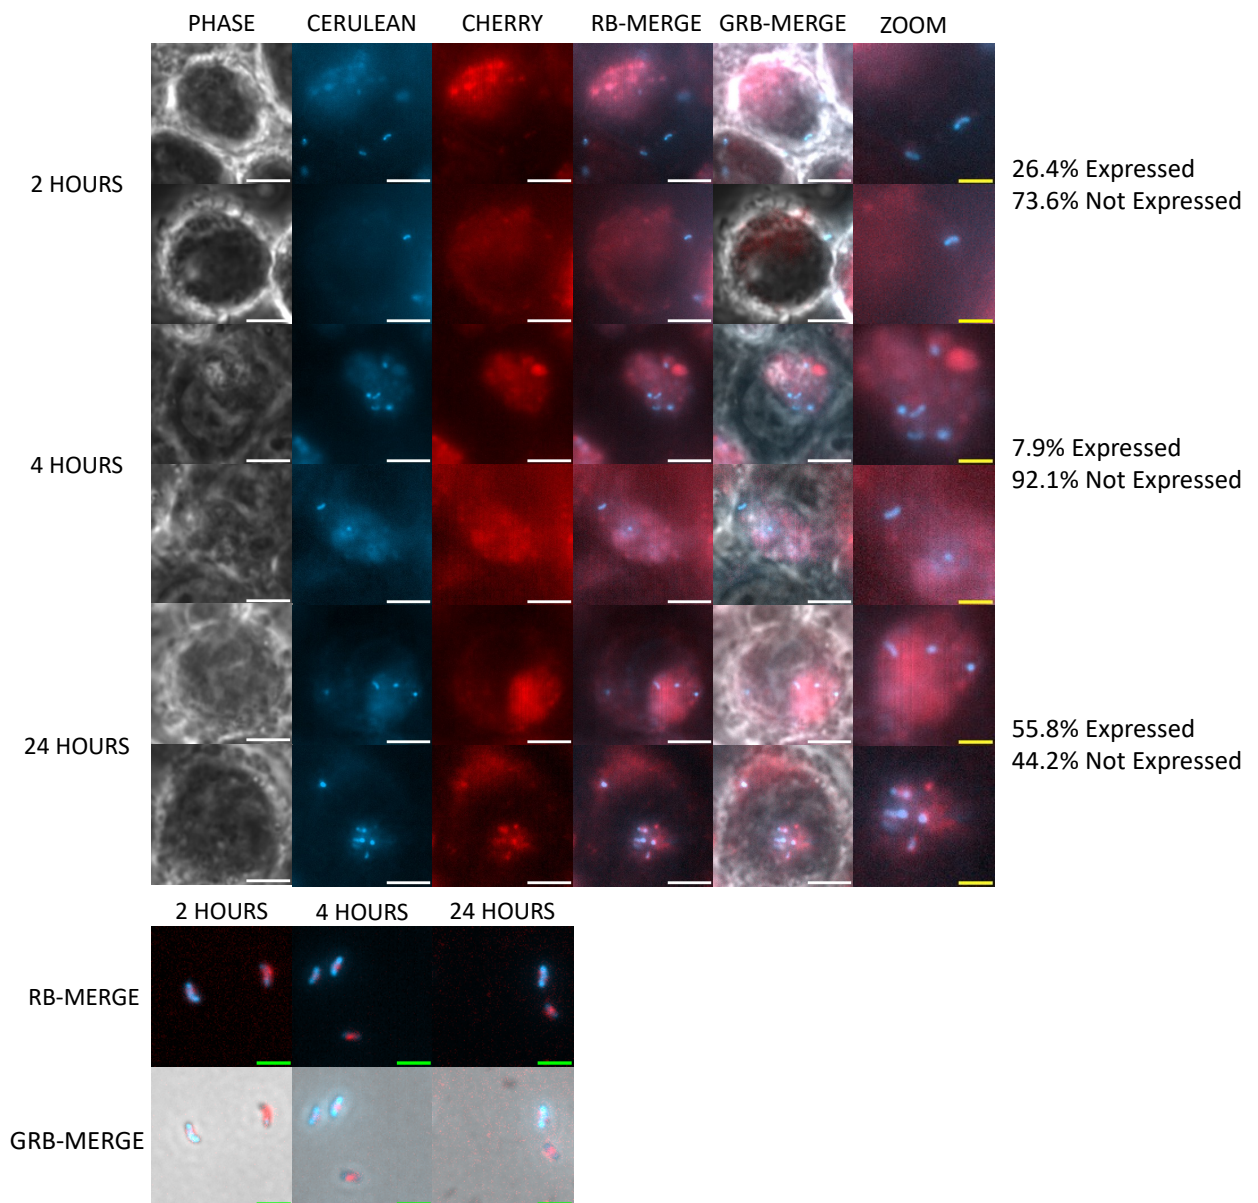 PHASE CERULEAN CHERRY RB-MERGE GRB-MERGE ZOOM
2 HOURS
26.4% Expressed
73.6% Not Expressed
4 HOURS
7.9% Expressed
92.1% Not Expressed
24 HOURS
55.8% Expressed
44.2% Not Expressed
2 HOURS 4 HOURS 24 HOURS
RB-MERGE
GRB-MERGE